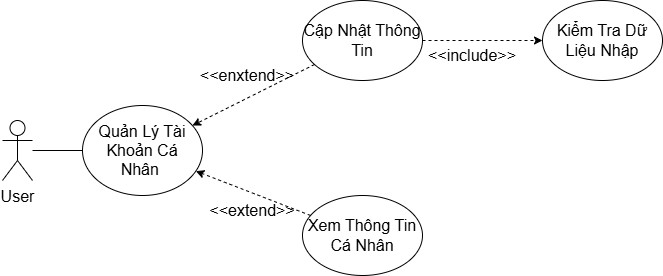 Cập Nhật Thông
Tin
Kiểm Tra Dữ
Liệu Nhập
<<include>>
<<enxtend>>
Quản Lý Tài
Khoản Cá
Nhân
User
<<extend>>
Xem Thông Tin
Cá Nhân